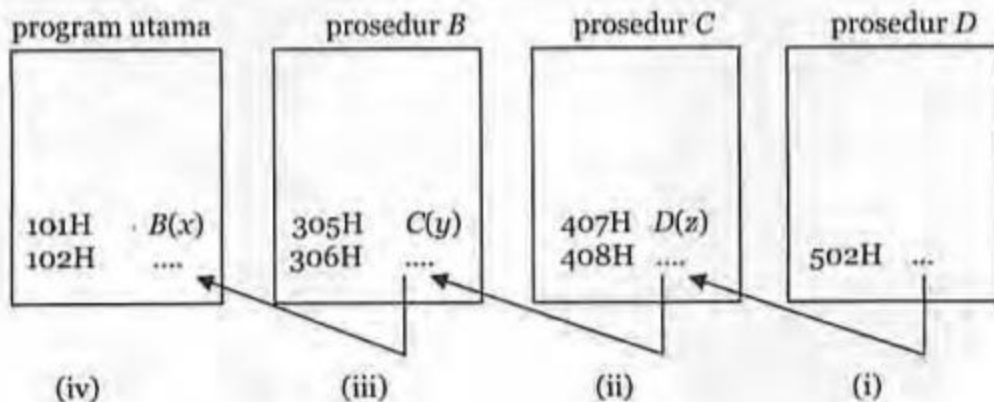 program utama prosedur B prosedur C prosedur D
101H B(x) 305H C(y) 407H D(z)
102H .... 306H .... 408H .... 502H ...
(iv) (iii) (ii) (i)